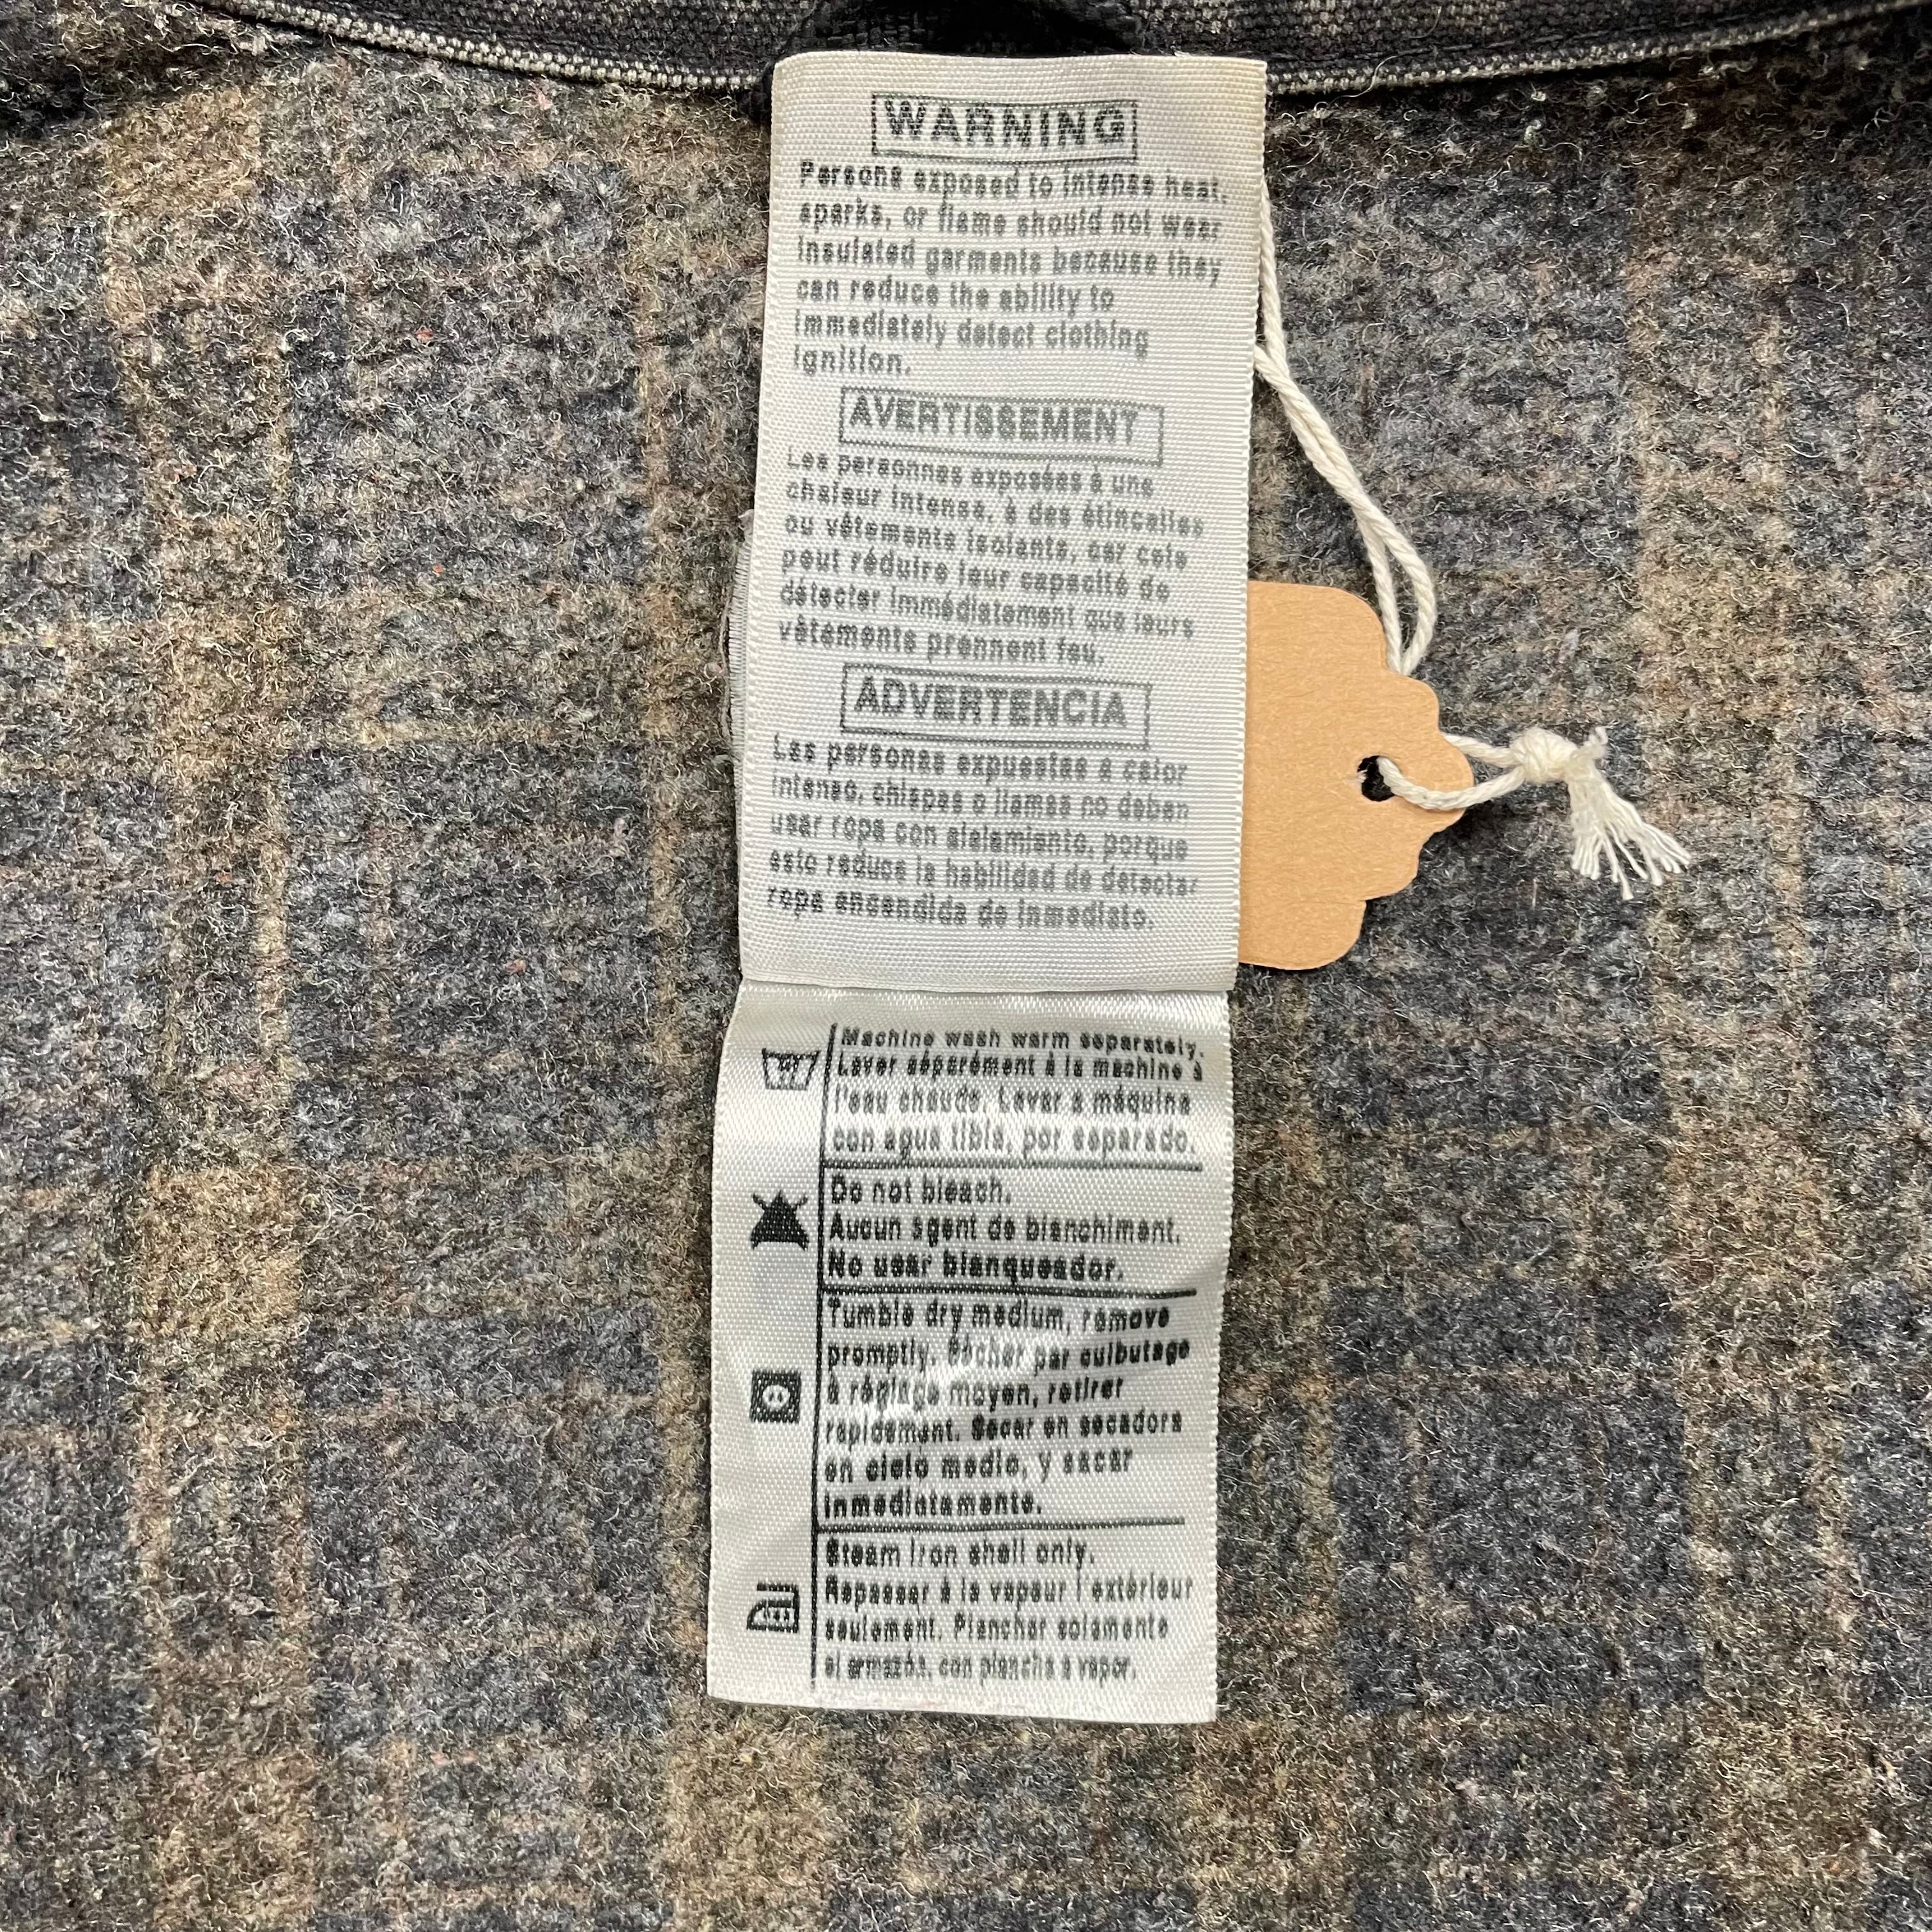 WARNING
Persons exposed to intense heat,
sparks, or flame should not wear
insulated garments because they
can reduce the ability to
immediately detect clothing
ignition.
AVERTISSEMENT
Les personnes exposées à une
chaleur intense, à des étincelles
ou vêtements isolants, car cele
peut réduire leur capacité de
détecter immédiatement que leurs
vêtements prennent feu.
ADVERTENCIA
Las personas expuestas a calor
intenso, chispas o llamas no deben
usar ropa con aislamiento, porque
esto reduce la habilidad de detectar
ropa encendida de inmediato.
Machine wash warm separately.
Laver séparément à la machine à
l'eau chaude. Lavar a máquina
con agua tibia, por separado.
Do not bleach.
Aucun agent de blanchiment.
No usar blanqueador.
Tumble dry medium, remove
promptly. Sécher par culbutage
à réglage moyen, retirer
rapidement. Secar en secadora
en cielo medio, y sacar
inmediatamente.
Steam iron shell only.
Repasser à la vapeur l'extérieur
seulement. Planchar solamente
el armazón, con plancha a vapor.